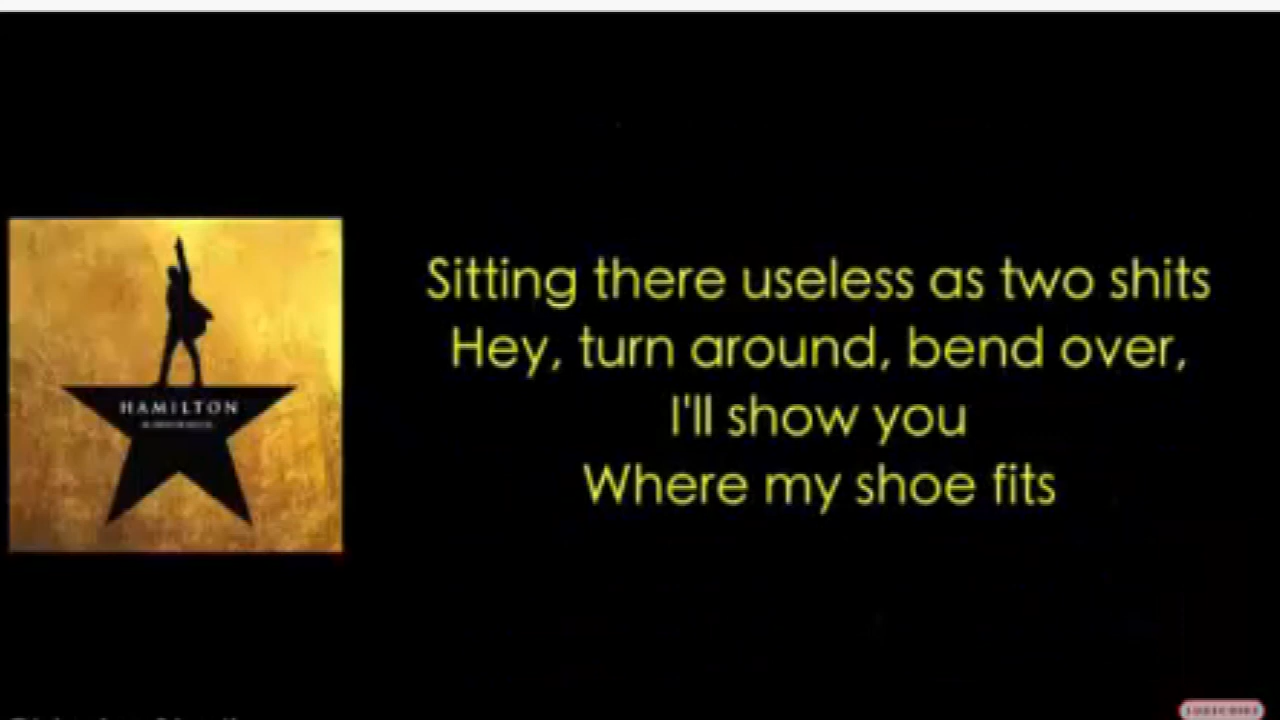 HAMILTON
Sitting there useless as two shits
Hey, turn around, bend over,
I'll show you
Where my shoe fits
SUBSCRIBE